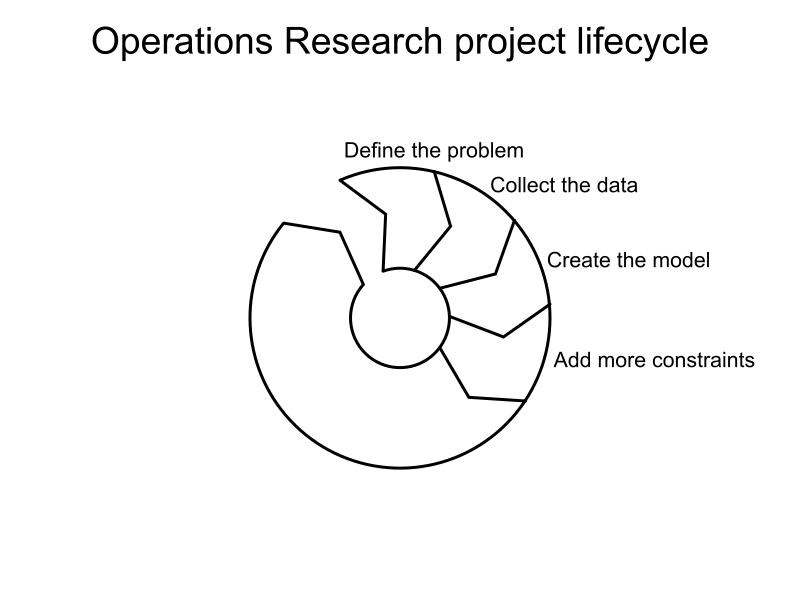 Operations Research project lifecycle
Define the problem
Collect the data
Create the model
Add more constraints